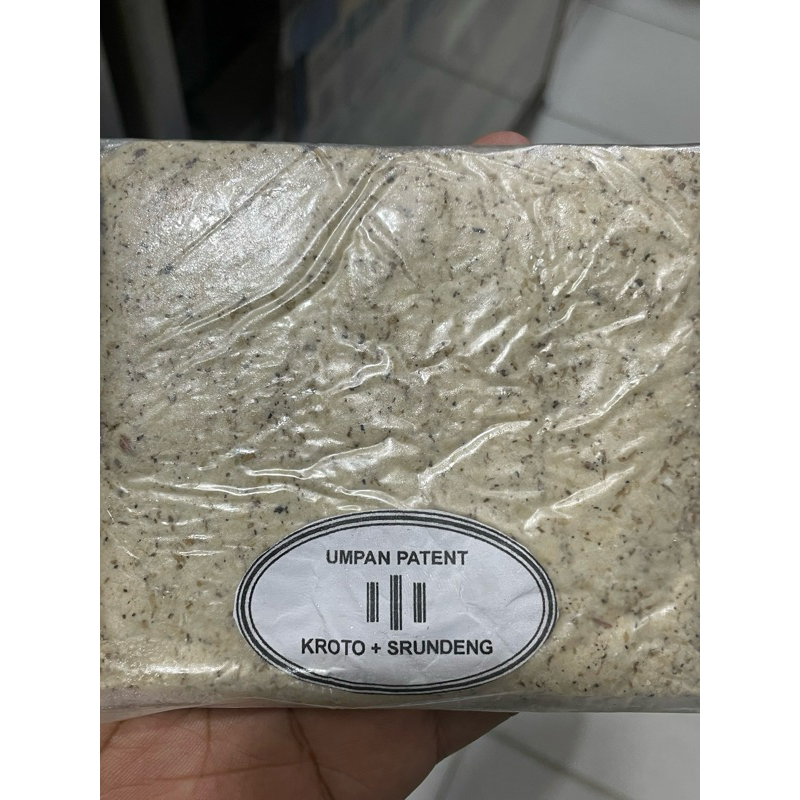 UMPAN PATENT
KROTO + SRUNDENG